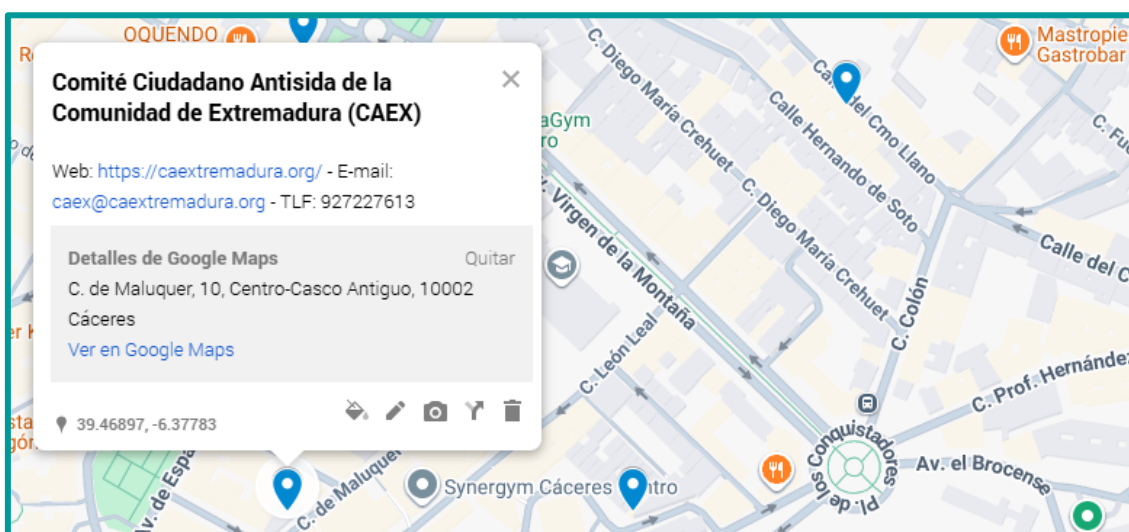 OQUENDO
Comité Ciudadano Antisida de la
Comunidad de Extremadura (CAEX)
Web: https://caextremadura.org/ - E-mail:
caex@caextremadura.org - TLF: 927227613
Detalles de Google Maps
Quitar
C. de Maluquer, 10, Centro-Casco Antiguo, 10002
Cáceres
Ver en Google Maps
39.46897, -6.37783
Mastropie
Gastrobar
C. Diego María Crehuet
Calle del Cmo Llano
Calle Hernando de Soto
C. Diego María Crehuet
Virgen de la Montaña
C. Colón
Calle del C
C. León Leal
C. Prof. Hernánde
Pl. de los Conquistadores
Av. el Brocense
Av. de Espa
C. de Maluquer
Synergym Cáceres